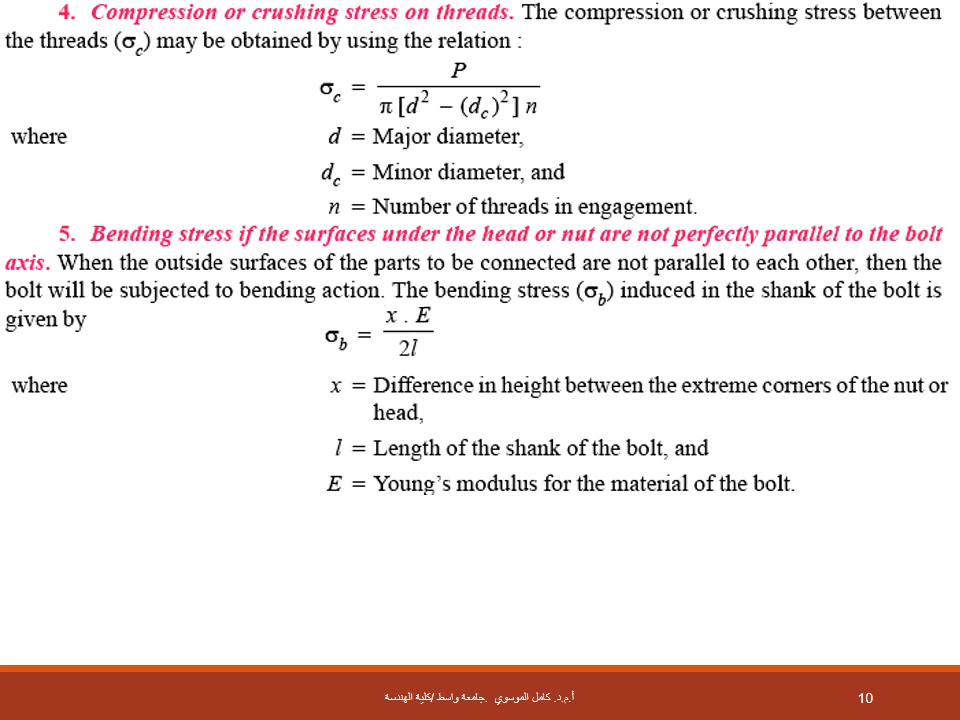 4. Compression or crushing stress on threads. The compression or crushing stress between
the threads (σc) may be obtained by using the relation :
σc = P / π [d² – (dc)²] n
where d = Major diameter,
dc = Minor diameter, and
n = Number of threads in engagement.
5. Bending stress if the surfaces under the head or nut are not perfectly parallel to the bolt
axis. When the outside surfaces of the parts to be connected are not parallel to each other, then the
bolt will be subjected to bending action. The bending stress (σb) induced in the shank of the bolt is
given by
σb = x . E / 2l
where x = Difference in height between the extreme corners of the nut or
head,
l = Length of the shank of the bolt, and
E = Young's modulus for the material of the bolt.
أ.م.د. كامل الموسوي .جامعة واسط/كلية الهندسة
10